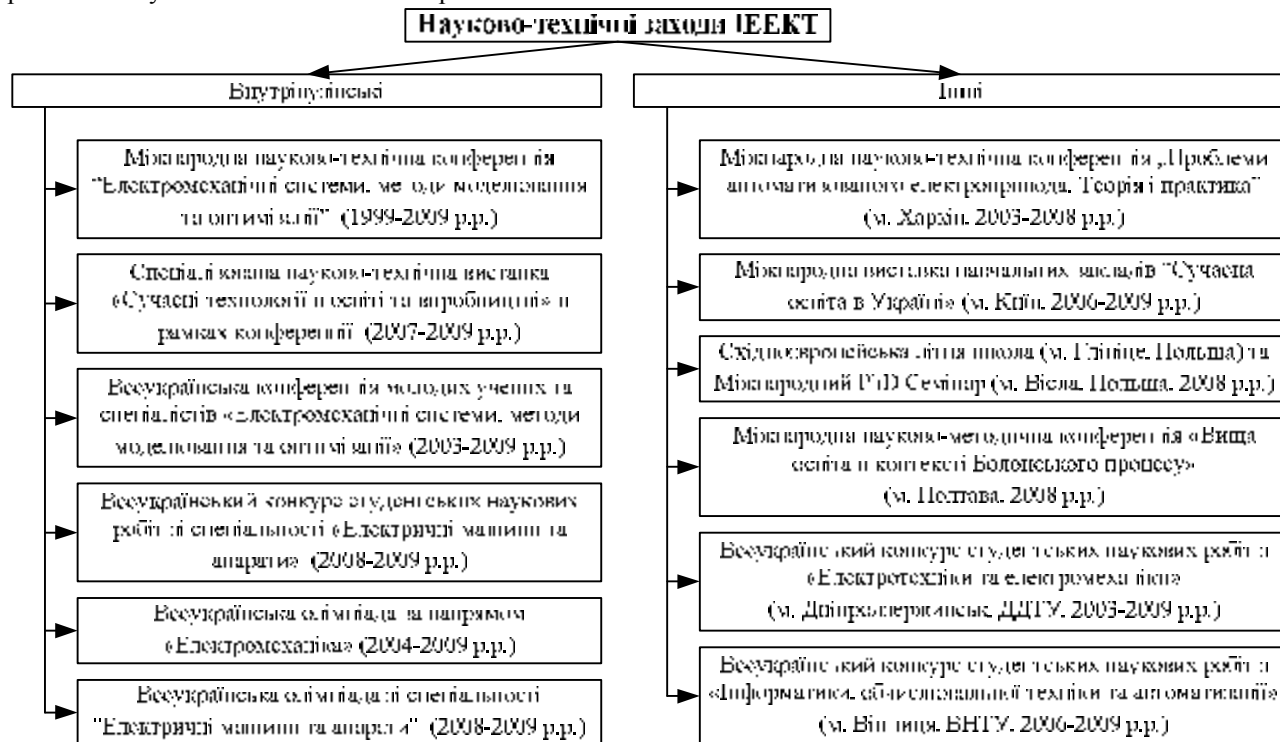 Науково-технічні заходи ІЕЕКТ
Внутрівузівські
Міжнародна науково-технічна конференція
"Електромеханічні системи, методи моделювання
та оптимізації" (1999-2009 р.р.)
Спеціалізована науково-технічна виставка
«Сучасні технології в освіті та виробництві» в
рамках конференції (2007-2009 р.р.)
Всеукраїнська конференція молодих учених та
спеціалістів «Електромеханічні системи, методи
моделювання та оптимізації» (2003-2009 р.р.)
Всеукраїнський конкурс студентських наукових
робіт зі спеціальності «Електричні машини та
апарати» (2008-2009 р.р.)
Всеукраїнська олімпіада за напрямом
«Електромеханіка» (2004-2009 р.р.)
Всеукраїнська олімпіада зі спеціальності
"Електричні машини та апарати" (2008-2009 р.р.)
Інші
Міжнародна науково-технічна конференція „Проблеми
автоматизованого електропривода. Теорія і практика"
(м. Харків, 2003-2008 р.р.)
Міжнародна виставка навчальних закладів "Сучасна
освіта в Україні» (м. Київ, 2006-2009 р.р.)
Східноєвропейська літня школа (м. Глівіце, Польша) та
Міжнародний PhD Семінар (м. Вісла, Польша, 2008 р.р.)
Міжнародна науково-методична конференція «Вища
освіта в контексті Болонського процесу»
(м. Полтава, 2008 р.р.)
Всеукраїнський конкурс студентських наукових робіт з
«Електротехніки та електромеханіки»
(м. Дніпродзержинськ, ДДТУ, 2003-2009 р.р.)
Всеукраїнський конкурс студентських наукових робіт з
«Інформатики, обчислювальної техніки та автоматизації»
(м. Вінниця, ВНТУ, 2006-2009 р.р.)